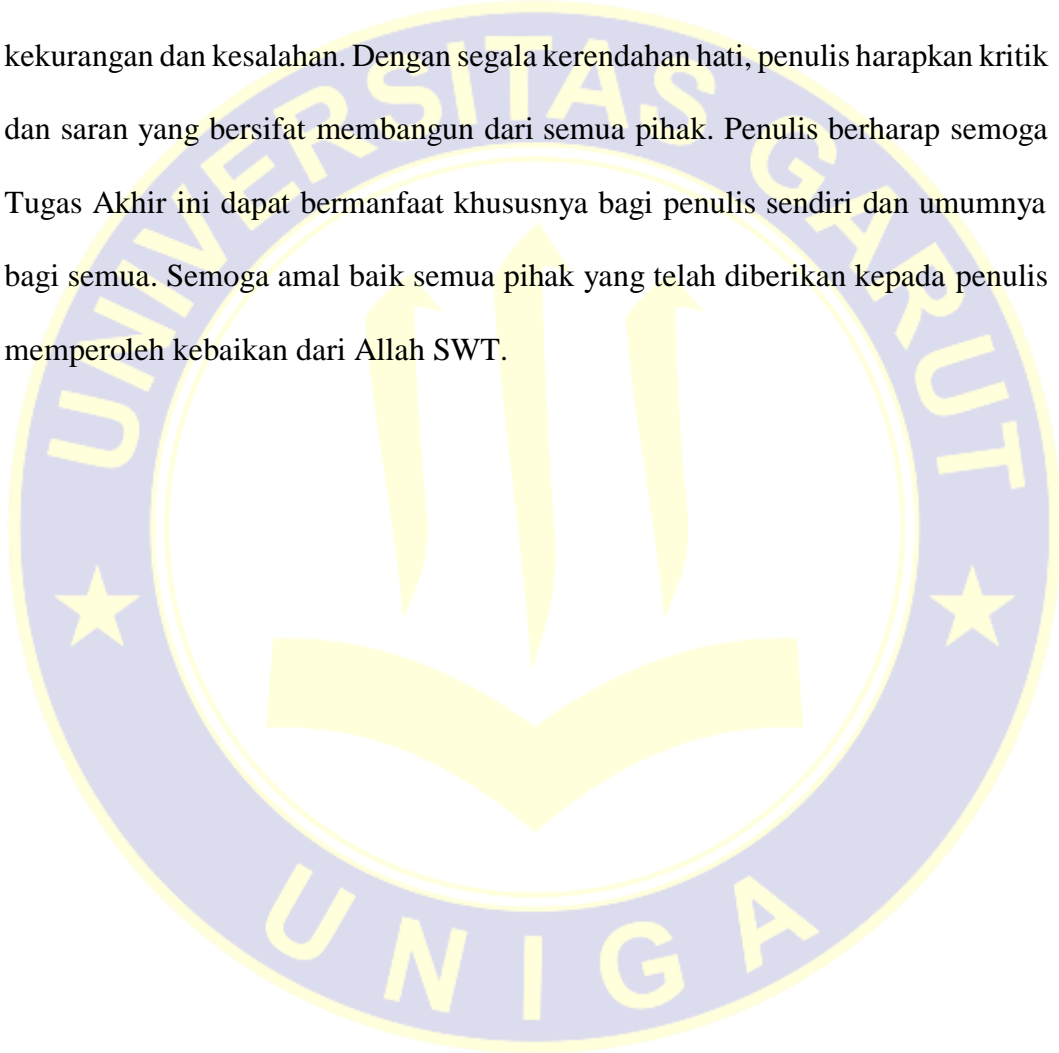 kekurangan dan kesalahan. Dengan segala kerendahan hati, penulis harapkan kritik
dan saran yang bersifat membangun dari semua pihak. Penulis berharap semoga
Tugas Akhir ini dapat bermanfaat khususnya bagi penulis sendiri dan umumnya
bagi semua. Semoga amal baik semua pihak yang telah diberikan kepada penulis
memperoleh kebaikan dari Allah SWT.
UNIVERSITAS GARUT
UNIGA